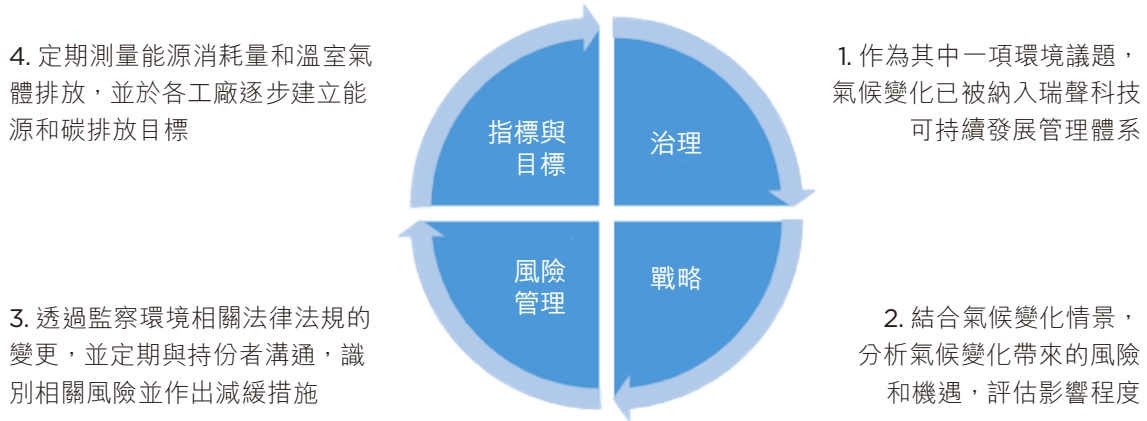 4. 定期測量能源消耗量和溫室氣
體排放，並於各工廠逐步建立能
源和碳排放目標
指標與
目標
治理
1. 作為其中一項環境議題，
氣候變化已被納入瑞聲科技
可持續發展管理體系
3. 透過監察環境相關法律法規的
變更，並定期與持份者溝通，識
別相關風險並作出減緩措施
風險
管理
戰略
2. 結合氣候變化情景，
分析氣候變化帶來的風險
和機遇，評估影響程度